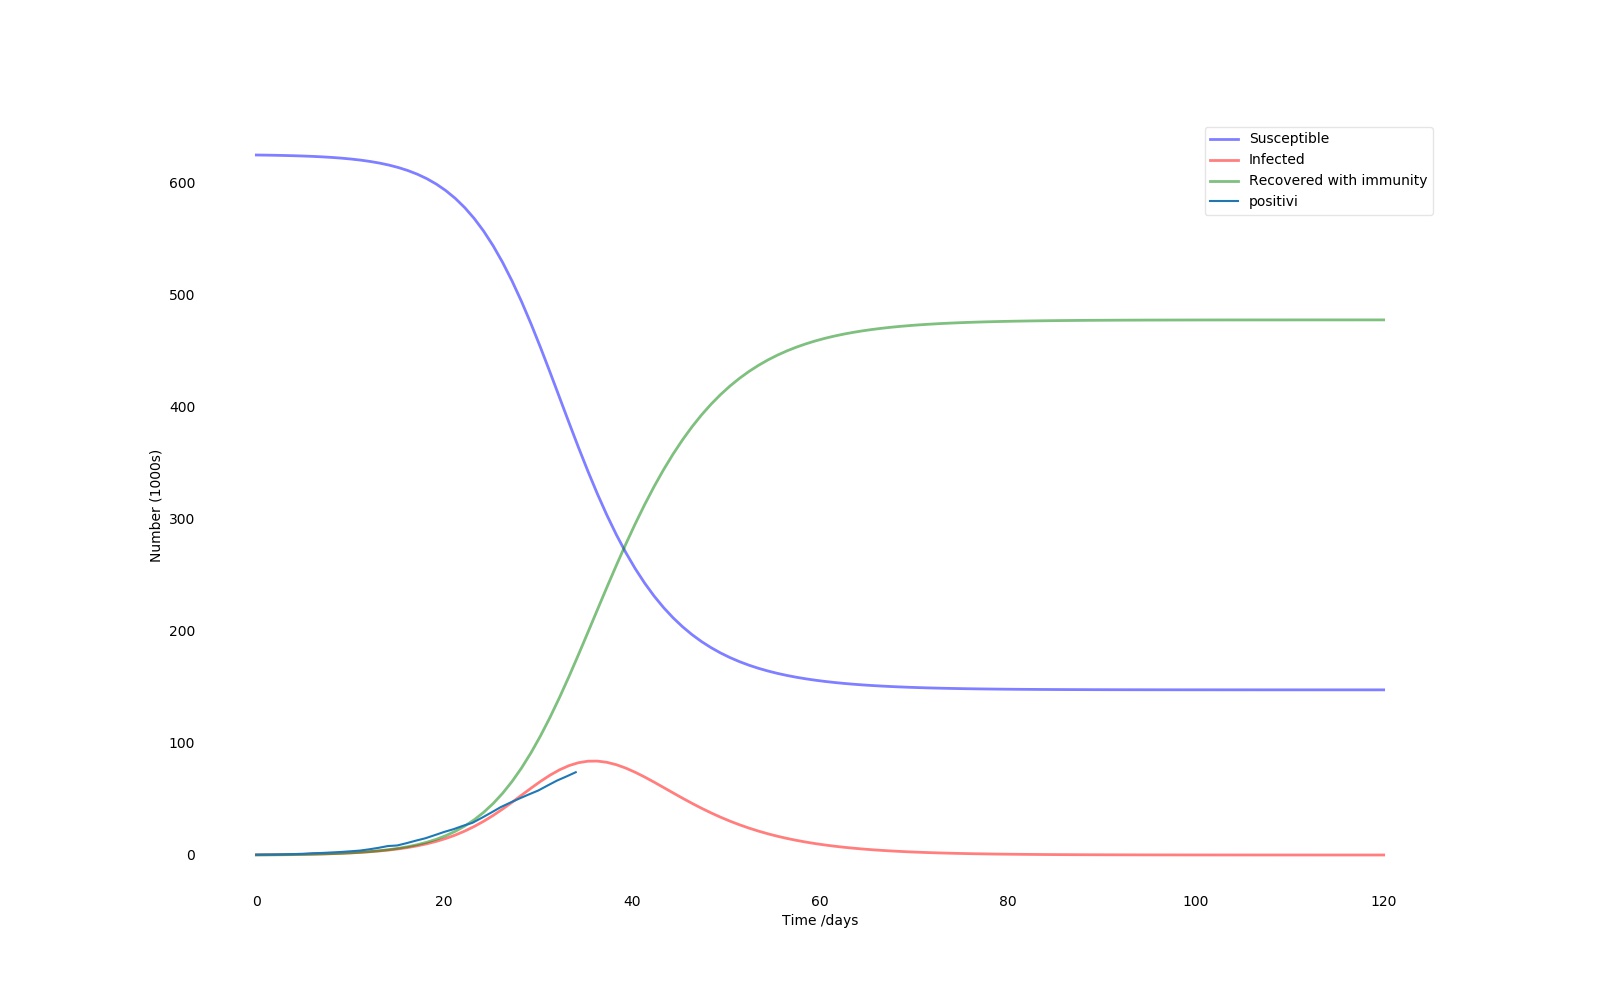 Susceptible
Infected
Recovered with immunity
positivi
600
500
400
300
200
100
0
Number (1000s)
0 20 40 60 80 100 120
Time /days